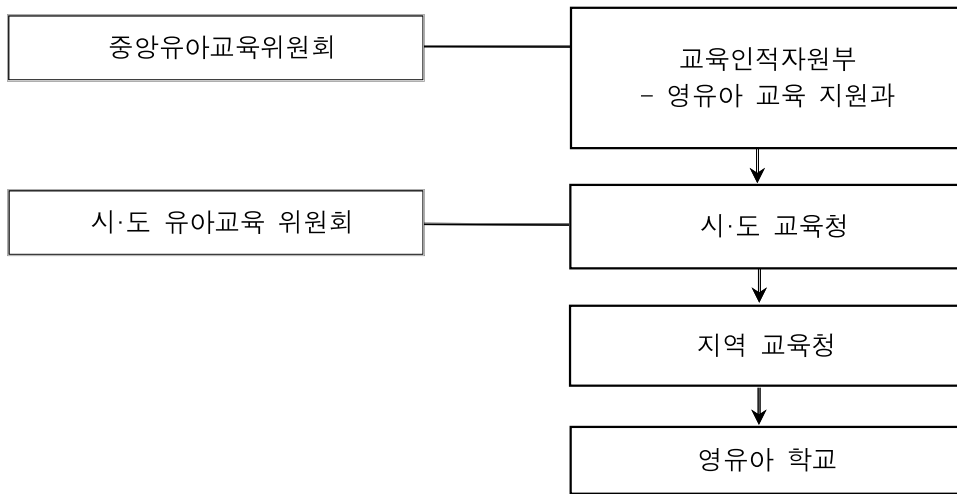 중앙유아교육위원회
교육인적자원부
- 영유아 교육 지원과
시·도 유아교육 위원회
시·도 교육청
지역 교육청
영유아 학교